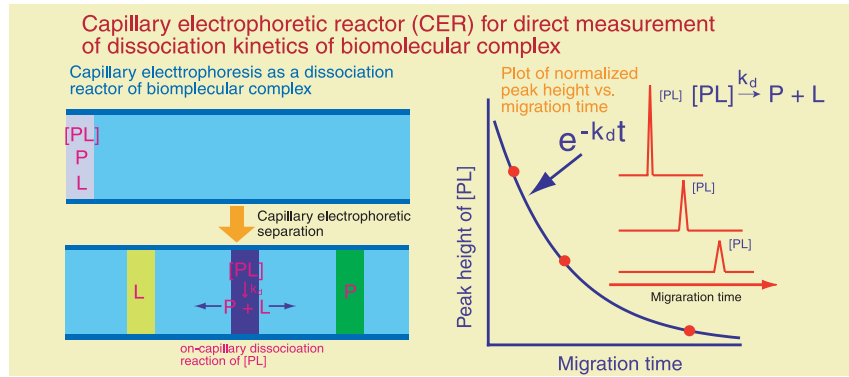 Capillary electrophoretic reactor (CER) for direct measurement
of dissociation kinetics of biomolecular complex
Capillary electtrophoresis as a dissociation
reactor of biomplecular complex
[PL]
P
L
Capillary electrophoretic
separation
L
[PL]
↓ kd
P + L
P
on-capillary dissocioation
reaction of [PL]
Plot of normalized
peak height vs.
migration time
[PL] kd→ P + L
e-kdt
[PL]
[PL]
[PL]
Migraration time
Peak height of [PL]
Migration time